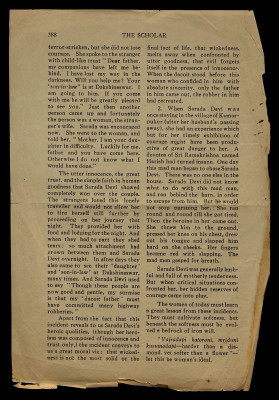 388 THE SCHOLAR
terror-stricken, but she did not lose
courage. She spoke to the stranger
with child-like trust "Dear father,
my companions have left me be-
hind. I have lost my way in the
darkness. Will you help me? Your
'son-in-law' is at Dakshineswar. I
am going to him. If you come
with me he will be greatly pleased
to see you." Just then another
person came up and fortunately
the person was a woman, the stran-
ger's wife. Sarada was encouraged
now. She went to the woman, and
told her, "Mother, I am your dau-
ghter in difficulty. Luckily for me,
father and you have come here.
Otherwise I do not know what I
would have done."
The utter innocence, the great
trust, and the simple faith in human
goodness that Sarada Devi showed
completely won over the couple.
The strangers loved this lonely
traveller and would not allow her
to tire herself still further by
proceeding on her journey that
night. They provided her with
food and lodging for the night. And
when they had to part they shed
tears; so much attachment had
grown between them and Sarada
Devi overnight. In after days they
also came to see their "daughter"
and "son-in-law" at Dakshineswar,
many times. And Sarada Devi used
to say "Though these people are
now good and gentle, my surmise
is that my 'dacoit father' must
have committed many highway
robberies."
Apart from the fact that this
incident reveals to us Sarada Devi's
heroic qualities, (though her hero-
ism was composed of innocence and
trust only,) the incident conveys to
us a great moral viz: that wicked-
ness is not the most solid or the
final fact of life, that wickedness,
melts away when confronted by
utter goodness, that evil forgets
itself in the presence of innocence.
When the dacoit stood before this
woman who confided in him with
absolute sincerity, only the father
in him came out, the robber in him
had retreated.
2. When Sarada Devi was
once staying in the village of Kamar-
pukur (after her husband's passing
away), she had an experience which
but for her timely exhibition of
courage might have been produc-
tive of great danger to her. A
devotee of Sri Ramakrishna named
Harish had turned insane. One day
this mad man began to chase Sarada
Devi. There was no one else in the
house. Sarada Devi did not know
what to do with this mad man,
and ran behind the barn, in order
to escape from him. But he would
not stop pursuing her. She ran
round and round till she got tired.
Then the heroine in her came out.
She threw him to the ground,
pressed her knee on his chest, drew
out his tongue and slapped him
hard on the cheeks. Her fingers
became red with slapping. The
mad man gasped for breath.
Sarada Devi was generally bash-
ful and full of womanly tenderness.
But when critical situations con-
fronted her, her hidden reserves of
courage came into play.
The women of today must learn
a great lesson from these incidents.
They must cultivate softness, but
beneath the softness must be encli-
ved a bedrock of iron will.
"Vajradapi kathorani, mriduni
kusumadapi—harder than a dia-
mond, yet softer than a flower"—
let this be woman's ideal.